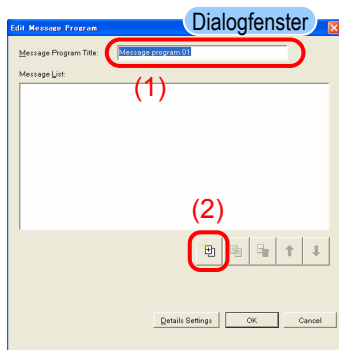 Dialogfenster
Edit Message Program
Message Program Title: Message program 01
(1)
Message List:
(2)
Details Settings OK Cancel